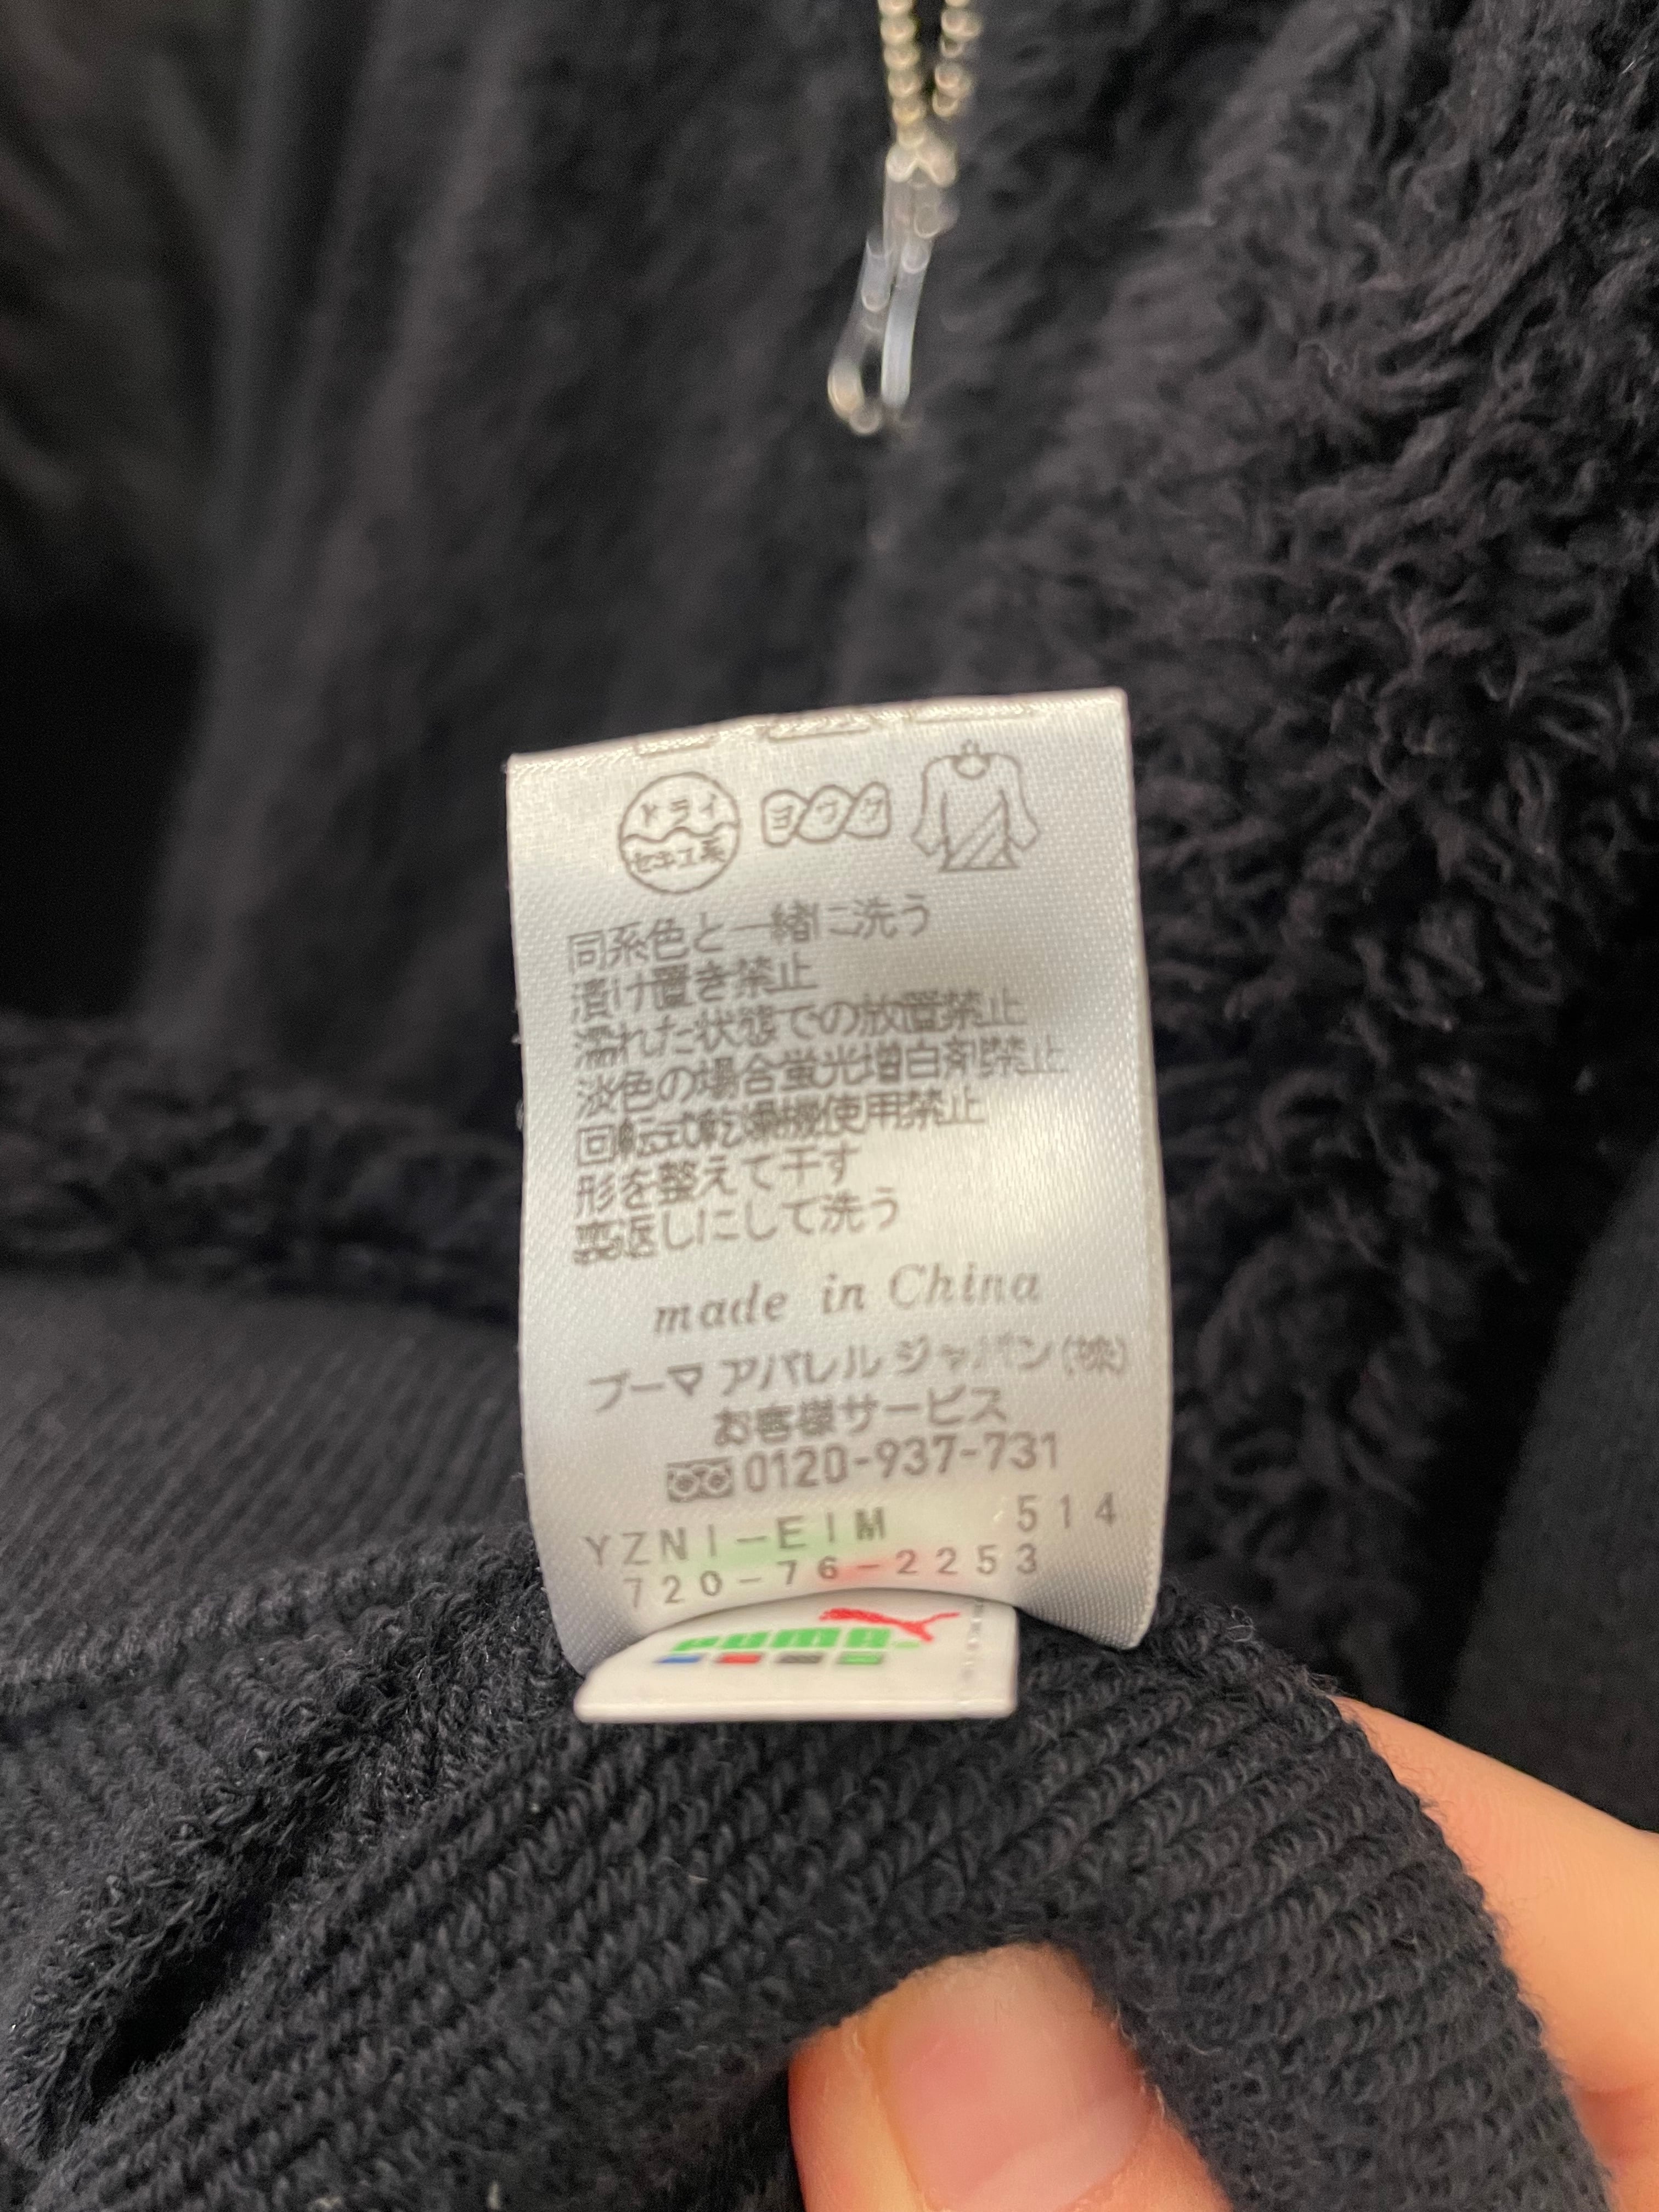 ドライ
セキユ系
ヨワク
同系色と一緒に洗う
漬け置き禁止
濡れた状態での放置禁止
淡色の場合蛍光増白剤禁止
回転式乾燥機使用禁止
形を整えて干す
裏返しにして洗う
made in China
プーマ アパレル ジャパン(株)
お客様サービス
0120-937-731
YZNI-EIM 514
720-76-2253
PUMA